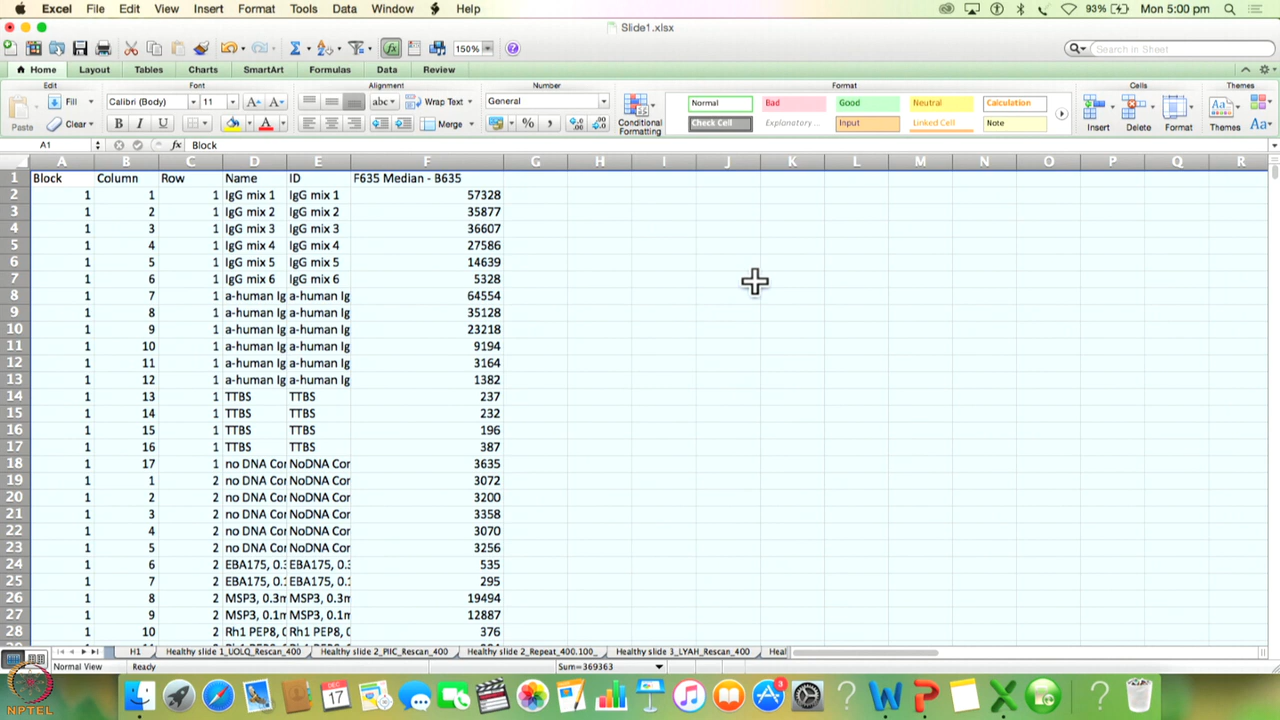 Excel File Edit View Insert Format Tools Data Window Help 93% Mon 5:00 pm
Slide1.xlsx
150% Search in Sheet
Home Layout Tables Charts SmartArt Formulas Data Review
Edit Font Alignment Number Format Cells Themes
Paste Fill Clear Calibri (Body) 11 abc Wrap Text Merge General Conditional Formatting Normal Bad Good Neutral Calculation Check Cell Explanatory ... Input Linked Cell Note Insert Delete Format Themes
A1 fx Block
A B C D E F G H I J K L M N O P Q R
1 Block Column Row Name ID F635 Median - B635
2 1 1 1 IgG mix 1 IgG mix 1 57328
3 1 2 1 IgG mix 2 IgG mix 2 35877
4 1 3 1 IgG mix 3 IgG mix 3 36607
5 1 4 1 IgG mix 4 IgG mix 4 27586
6 1 5 1 IgG mix 5 IgG mix 5 14639
7 1 6 1 IgG mix 6 IgG mix 6 5328
8 1 7 1 a-human Ig a-human Ig 64554
9 1 8 1 a-human Ig a-human Ig 35128
10 1 9 1 a-human Ig a-human Ig 23218
11 1 10 1 a-human Ig a-human Ig 9194
12 1 11 1 a-human Ig a-human Ig 3164
13 1 12 1 a-human Ig a-human Ig 1382
14 1 13 1 TTBS TTBS 237
15 1 14 1 TTBS TTBS 232
16 1 15 1 TTBS TTBS 196
17 1 16 1 TTBS TTBS 387
18 1 17 1 no DNA Cor NoDNA Cor 3635
19 1 1 2 no DNA Cor NoDNA Cor 3072
20 1 2 2 no DNA Cor NoDNA Cor 3200
21 1 3 2 no DNA Cor NoDNA Cor 3358
22 1 4 2 no DNA Cor NoDNA Cor 3070
23 1 5 2 no DNA Cor NoDNA Cor 3256
24 1 6 2 EBA175, 0.3 EBA175, 0.3 535
25 1 7 2 EBA175, 0.1 EBA175, 0.1 295
26 1 8 2 MSP3, 0.3m MSP3, 0.3m 19494
27 1 9 2 MSP3, 0.1m MSP3, 0.1m 12887
28 1 10 2 Rh1 PEP8, 0 Rh1 PEP8, 0 376
H1 Healthy slide 1_UOLQ_Rescan_400 Healthy slide 2_PIIC_Rescan_400 Healthy slide 2_Repeat_400.100_ Healthy slide 3_LYAH_Rescan_400 Heal
Normal View Ready Sum=369363
DEC 17 3
NPTEL